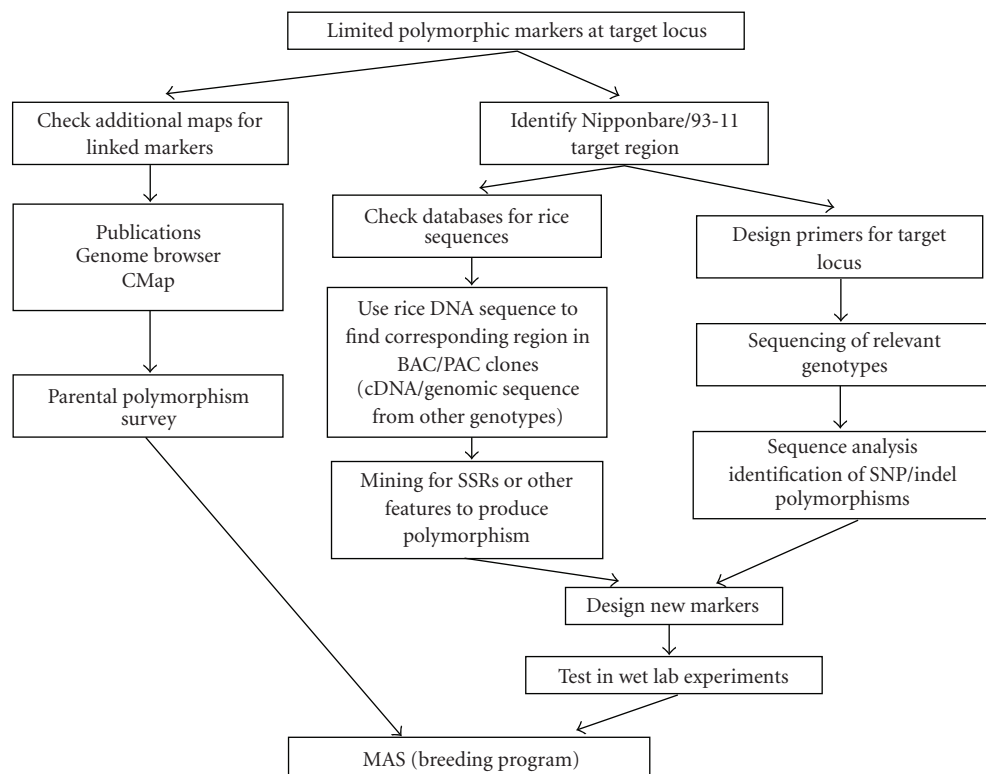 Limited polymorphic markers at target locus
Check additional maps for
linked markers
Identify Nipponbare/93-11
target region
Publications
Genome browser
CMap
Check databases for rice
sequences
Design primers for target
locus
Use rice DNA sequence to
find corresponding region in
BAC/PAC clones
(cDNA/genomic sequence
from other genotypes)
Sequencing of relevant
genotypes
Parental polymorphism
survey
Sequence analysis
identification of SNP/indel
polymorphisms
Mining for SSRs or other
features to produce
polymorphism
Design new markers
Test in wet lab experiments
MAS (breeding program)